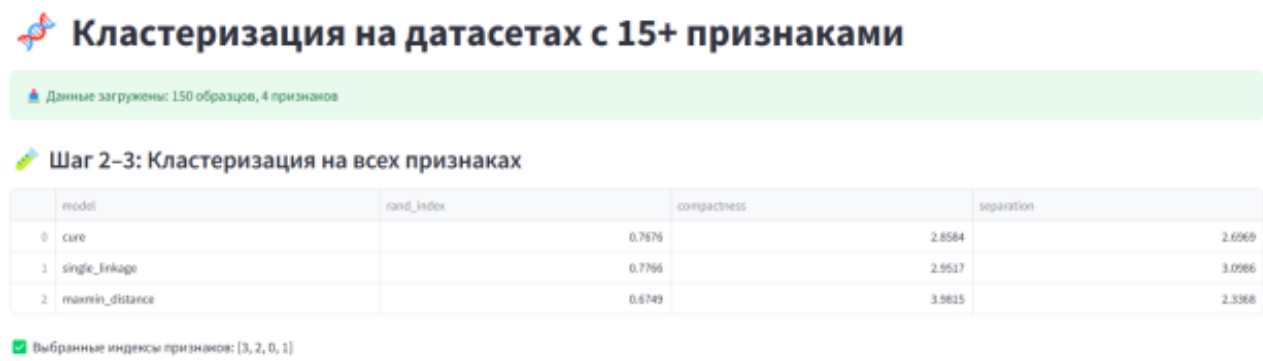 Кластеризация на датасетах с 15+ признаками
Данные загружены: 150 образцов, 4 признаков
Шаг 2–3: Кластеризация на всех признаках
model rand_index compactness separation
0 cure 0.7676 2.8584 2.6969
1 single_linkage 0.7766 2.9517 3.0986
2 maxmin_distance 0.6749 3.9815 2.3368
Выбранные индексы признаков: [3, 2, 0, 1]